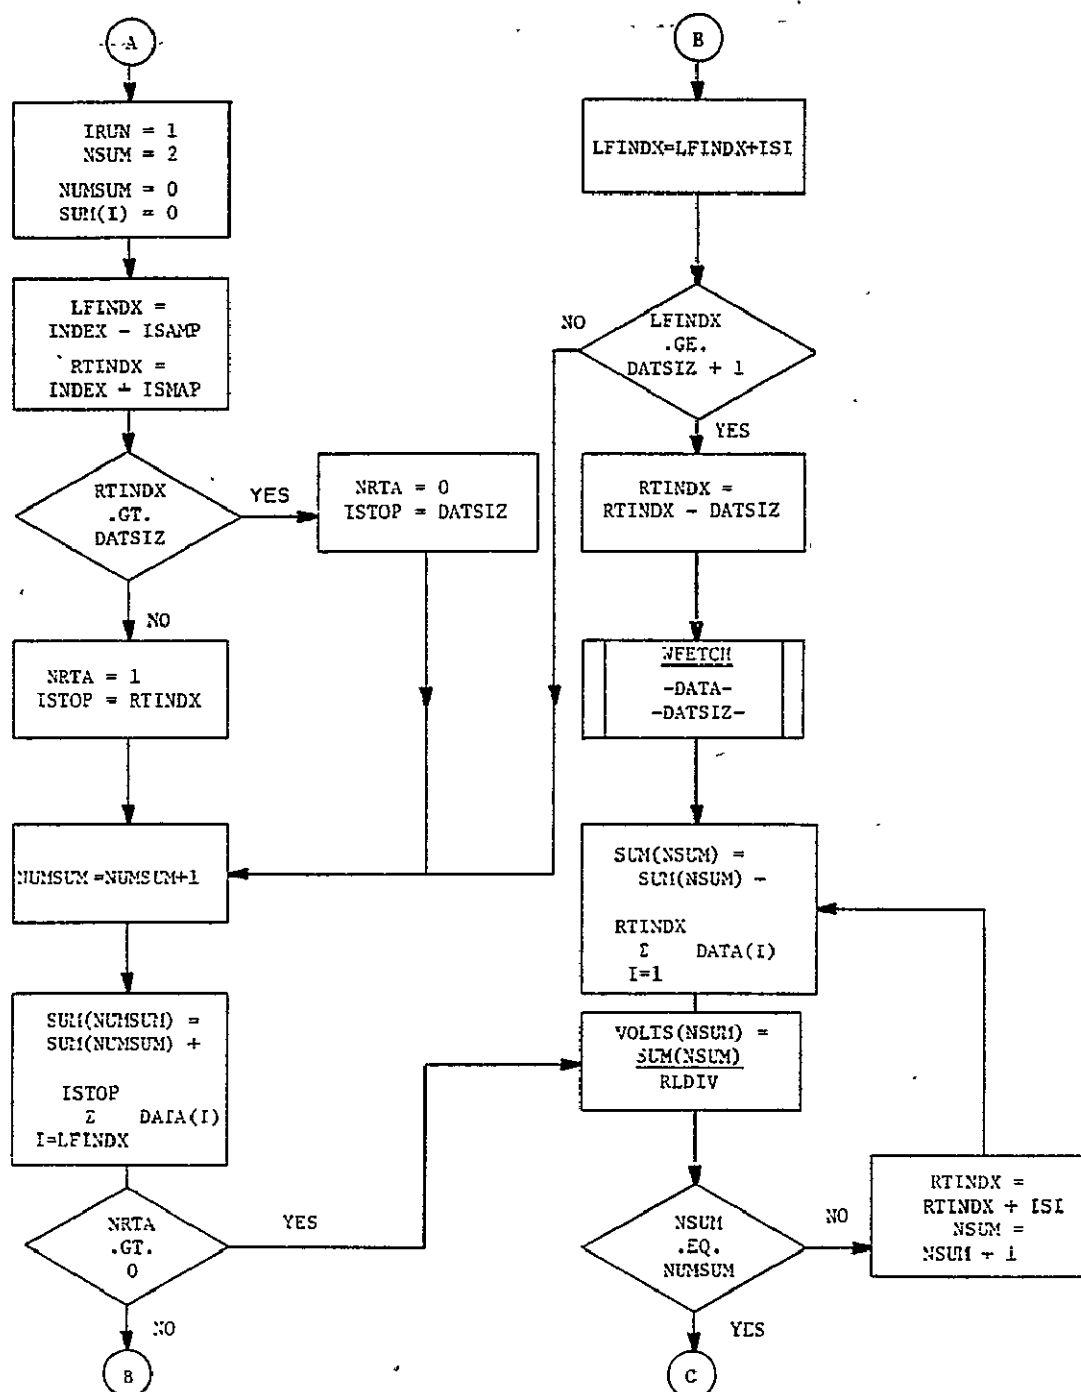 A
IRUN = 1
NSUM = 2
NUMSUM = 0
SUM(I) = 0
LFINDX =
INDEX - ISAMP
RTINDX =
INDEX + ISMAP
RTINDX
.GT.
DATSIZ
YES
NRTA = 0
ISTOP = DATSIZ
NO
NRTA = 1
ISTOP = RTINDX
NUMSUM=NUMSUM+1
SUM(NUMSUM) =
SUM(NUMSUM) +
ISTOP
Σ DATA(I)
I=LFINDX
NRTA
.GT.
0
YES
NO
B
B
LFINDX=LFINDX+ISI
LFINDX
.GE.
DATSIZ + 1
NO
YES
RTINDX =
RTINDX - DATSIZ
WFETCH
-DATA-
-DATSIZ-
SUM(NSUM) =
SUM(NSUM) -
RTINDX
Σ DATA(I)
I=1
VOLTS(NSUM) =
SUM(NSUM)
RLDIV
NSUM
.EQ.
NUMSUM
NO
RTINDX =
RTINDX + ISI
NSUM =
NSUM + 1
YES
C